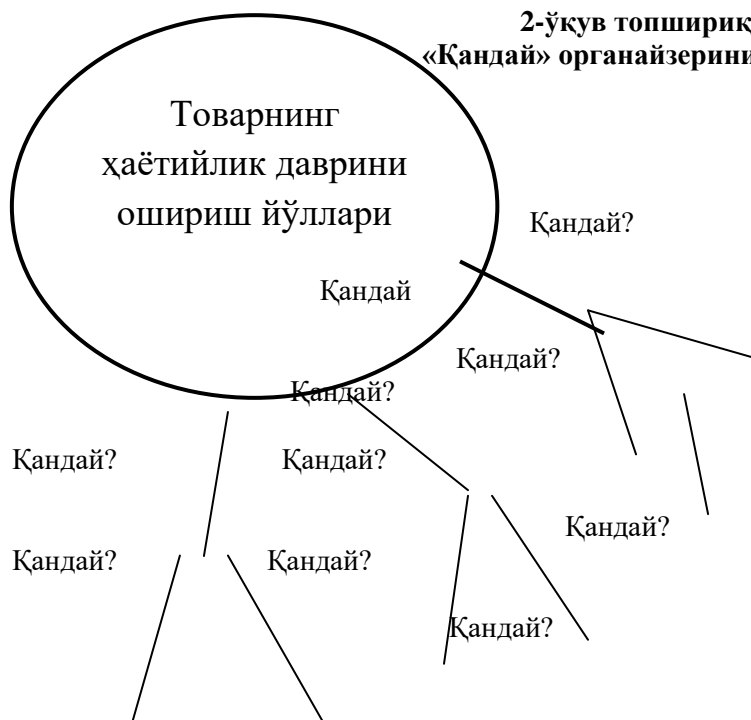 2-ўқув топшириқ
«Қандай» органайзерини
Товарнинг
ҳаётийлик даврини
ошириш йўллари
Қандай?
Қандай
Қандай?
Қандай?
Қандай?
Қандай?
Қандай?
Қандай?
Қандай?
Қандай?